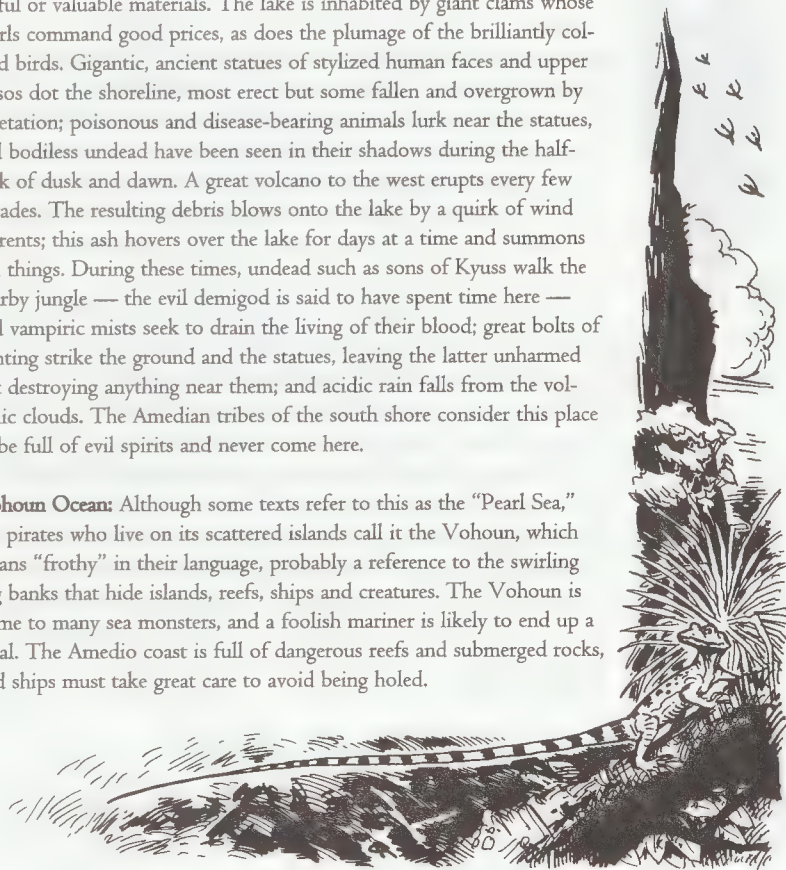 ful or valuable materials. The lake is inhabited by giant clams whose
rls command good prices, as does the plumage of the brilliantly col-
d birds. Gigantic, ancient statues of stylized human faces and upper
sos dot the shoreline, most erect but some fallen and overgrown by
etation; poisonous and disease-bearing animals lurk near the statues,
bodiless undead have been seen in their shadows during the half-
k of dusk and dawn. A great volcano to the west erupts every few
ades. The resulting debris blows onto the lake by a quirk of wind
rents; this ash hovers over the lake for days at a time and summons
things. During these times, undead such as sons of Kyuss walk the
rby jungle — the evil demigod is said to have spent time here —
vampiric mists seek to drain the living of their blood; great bolts of
nting strike the ground and the statues, leaving the latter unharmed
destroying anything near them; and acidic rain falls from the vol-
ic clouds. The Amedian tribes of the south shore consider this place
be full of evil spirits and never come here.
ohoun Ocean: Although some texts refer to this as the "Pearl Sea,"
pirates who live on its scattered islands call it the Vohoun, which
ans "frothy" in their language, probably a reference to the swirling
g banks that hide islands, reefs, ships and creatures. The Vohoun is
me to many sea monsters, and a foolish mariner is likely to end up a
al. The Amedio coast is full of dangerous reefs and submerged rocks,
d ships must take great care to avoid being holed.